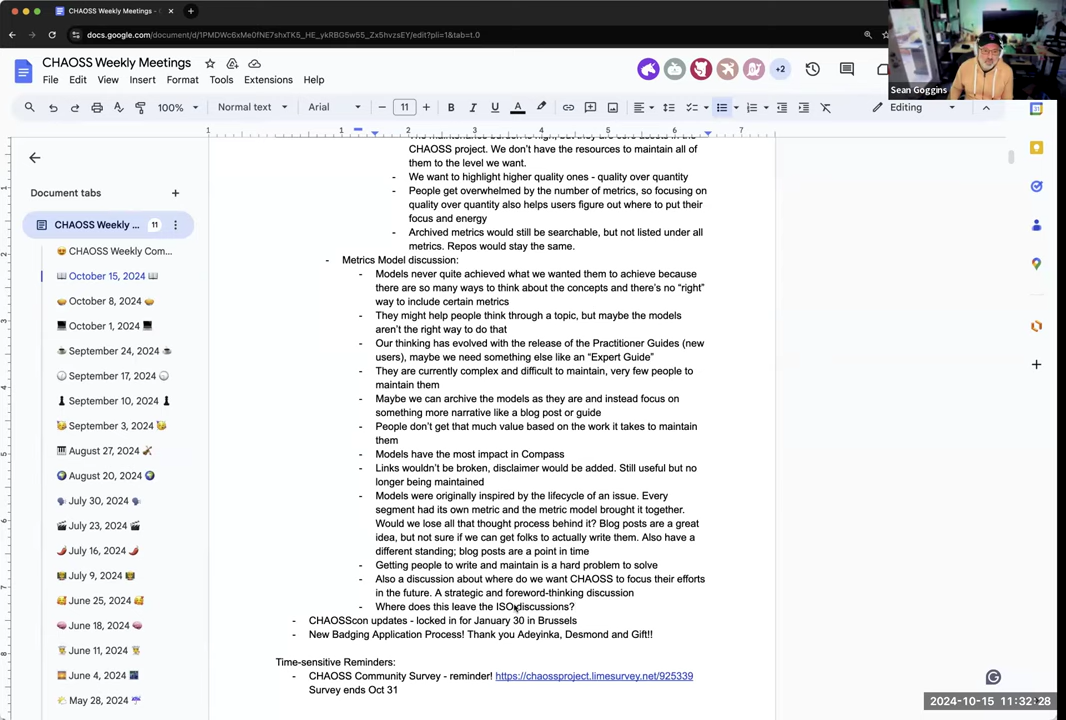 CHAOSS Weekly Meetings -
docs.google.com/document/d/1PMDWc6xMe0fNE7shxTK5_HE_ykRBG5w55_Zx5hvzsEY/edit?pli=1&tab=t.0
CHAOSS Weekly Meetings
File Edit View Insert Format Tools Extensions Help
+2
100% Normal text Arial 11 Editing
Sean Goggins
1 1 2 3 4 5 6 7
Document tabs
CHAOSS Weekly ... 11
CHAOSS Weekly Com...
October 15, 2024
October 8, 2024
October 1, 2024
September 24, 2024
September 17, 2024
September 10, 2024
September 3, 2024
August 27, 2024
August 20, 2024
July 30, 2024
July 23, 2024
July 16, 2024
July 9, 2024
June 25, 2024
June 18, 2024
June 11, 2024
June 4, 2024
May 28, 2024
CHAOSS project. We don't have the resources to maintain all of
them to the level we want.
- We want to highlight higher quality ones - quality over quantity
- People get overwhelmed by the number of metrics, so focusing on
quality over quantity also helps users figure out where to put their
focus and energy
- Archived metrics would still be searchable, but not listed under all
metrics. Repos would stay the same.
- Metrics Model discussion:
- Models never quite achieved what we wanted them to achieve because
there are so many ways to think about the concepts and there's no "right"
way to include certain metrics
- They might help people think through a topic, but maybe the models
aren't the right way to do that
- Our thinking has evolved with the release of the Practitioner Guides (new
users), maybe we need something else like an "Expert Guide"
- They are currently complex and difficult to maintain, very few people to
maintain them
- Maybe we can archive the models as they are and instead focus on
something more narrative like a blog post or guide
- People don't get that much value based on the work it takes to maintain
them
- Models have the most impact in Compass
- Links wouldn't be broken, disclaimer would be added. Still useful but no
longer being maintained
- Models were originally inspired by the lifecycle of an issue. Every
segment had its own metric and the metric model brought it together.
Would we lose all that thought process behind it? Blog posts are a great
idea, but not sure if we can get folks to actually write them. Also have a
different standing; blog posts are a point in time
- Getting people to write and maintain is a hard problem to solve
- Also a discussion about where do we want CHAOSS to focus their efforts
in the future. A strategic and foreword-thinking discussion
- Where does this leave the ISO discussions?
- CHAOSScon updates - locked in for January 30 in Brussels
- New Badging Application Process! Thank you Adeyinka, Desmond and Gift!!
Time-sensitive Reminders:
- CHAOSS Community Survey - reminder! https://chaossproject.limesurvey.net/925339
Survey ends Oct 31
2024-10-15 11:32:28